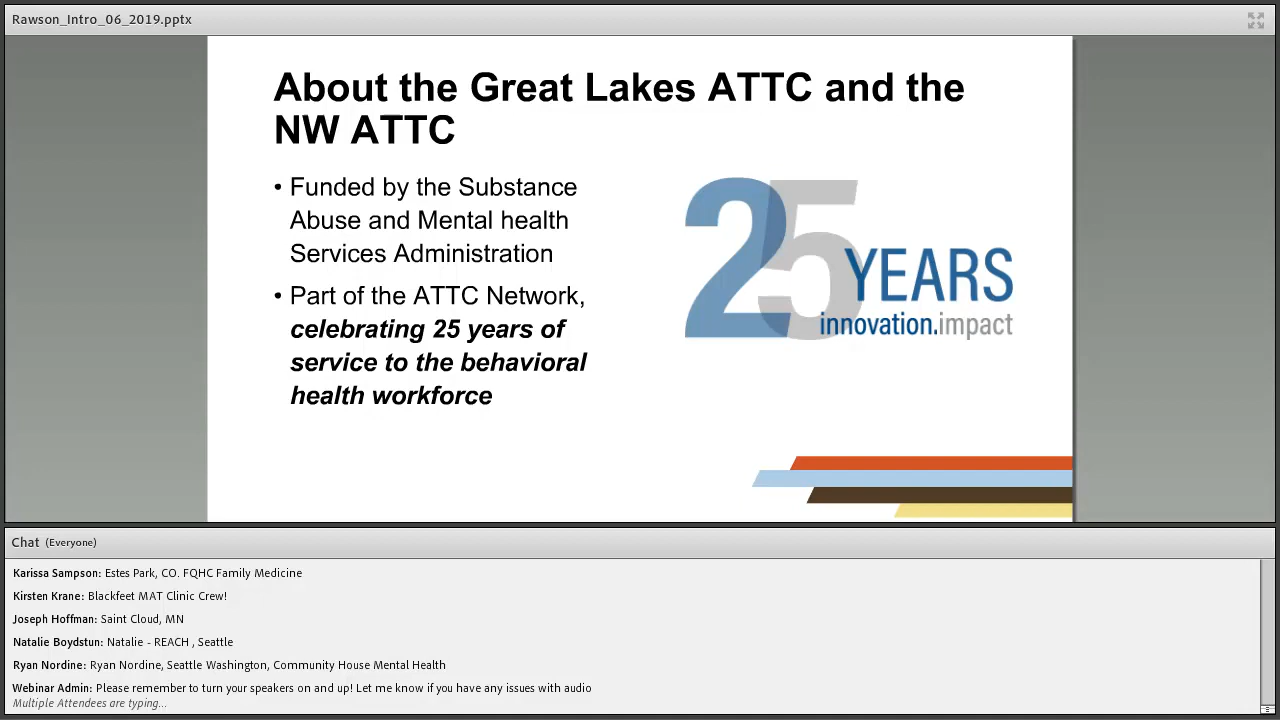 Rawson_Intro_06_2019.pptx
About the Great Lakes ATTC and the
NW ATTC
• Funded by the Substance
Abuse and Mental health
Services Administration
• Part of the ATTC Network,
celebrating 25 years of
service to the behavioral
health workforce
25 YEARS
innovation.impact
Chat (Everyone)
Karissa Sampson: Estes Park, CO. FQHC Family Medicine
Kirsten Krane: Blackfeet MAT Clinic Crew!
Joseph Hoffman: Saint Cloud, MN
Natalie Boydstun: Natalie - REACH , Seattle
Ryan Nordine: Ryan Nordine, Seattle Washington, Community House Mental Health
Webinar Admin: Please remember to turn your speakers on and up! Let me know if you have any issues with audio
Multiple Attendees are typing...